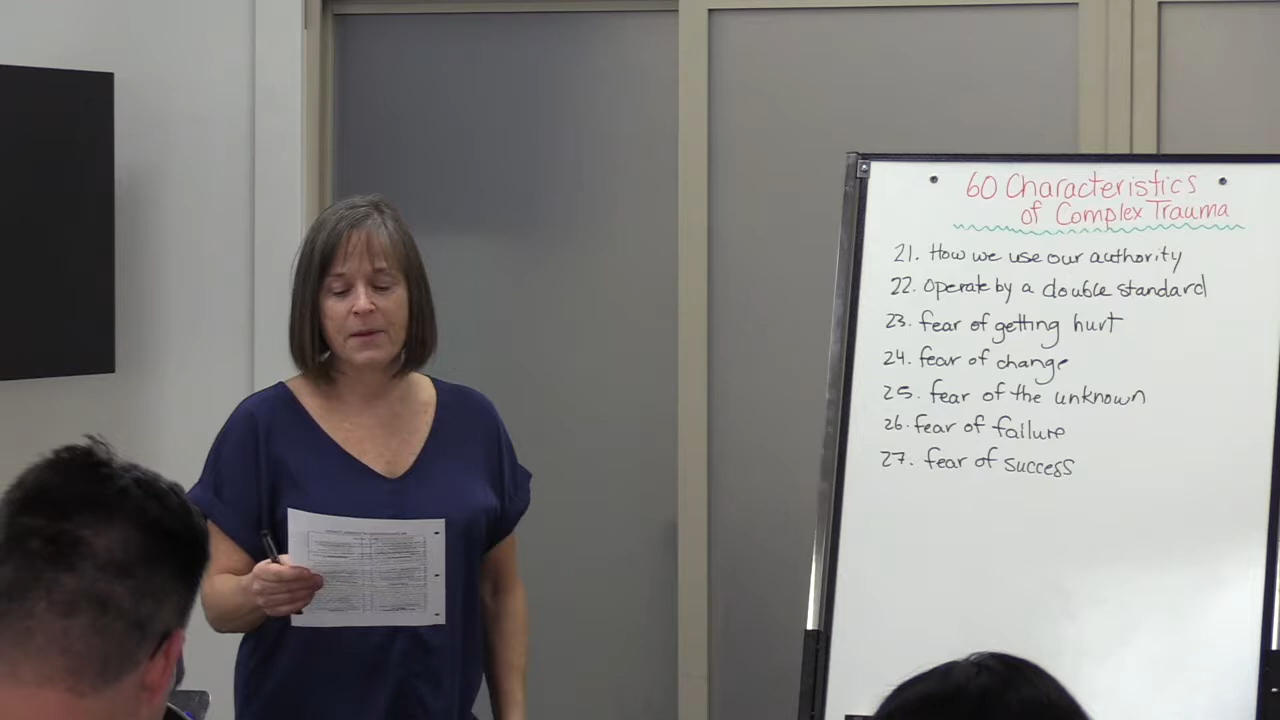 60 Characteristics
of Complex Trauma
21. How we use our authority
22. operate by a double standard
23. fear of getting hurt
24. fear of change
25. fear of the unknown
26. fear of failure
27. fear of success